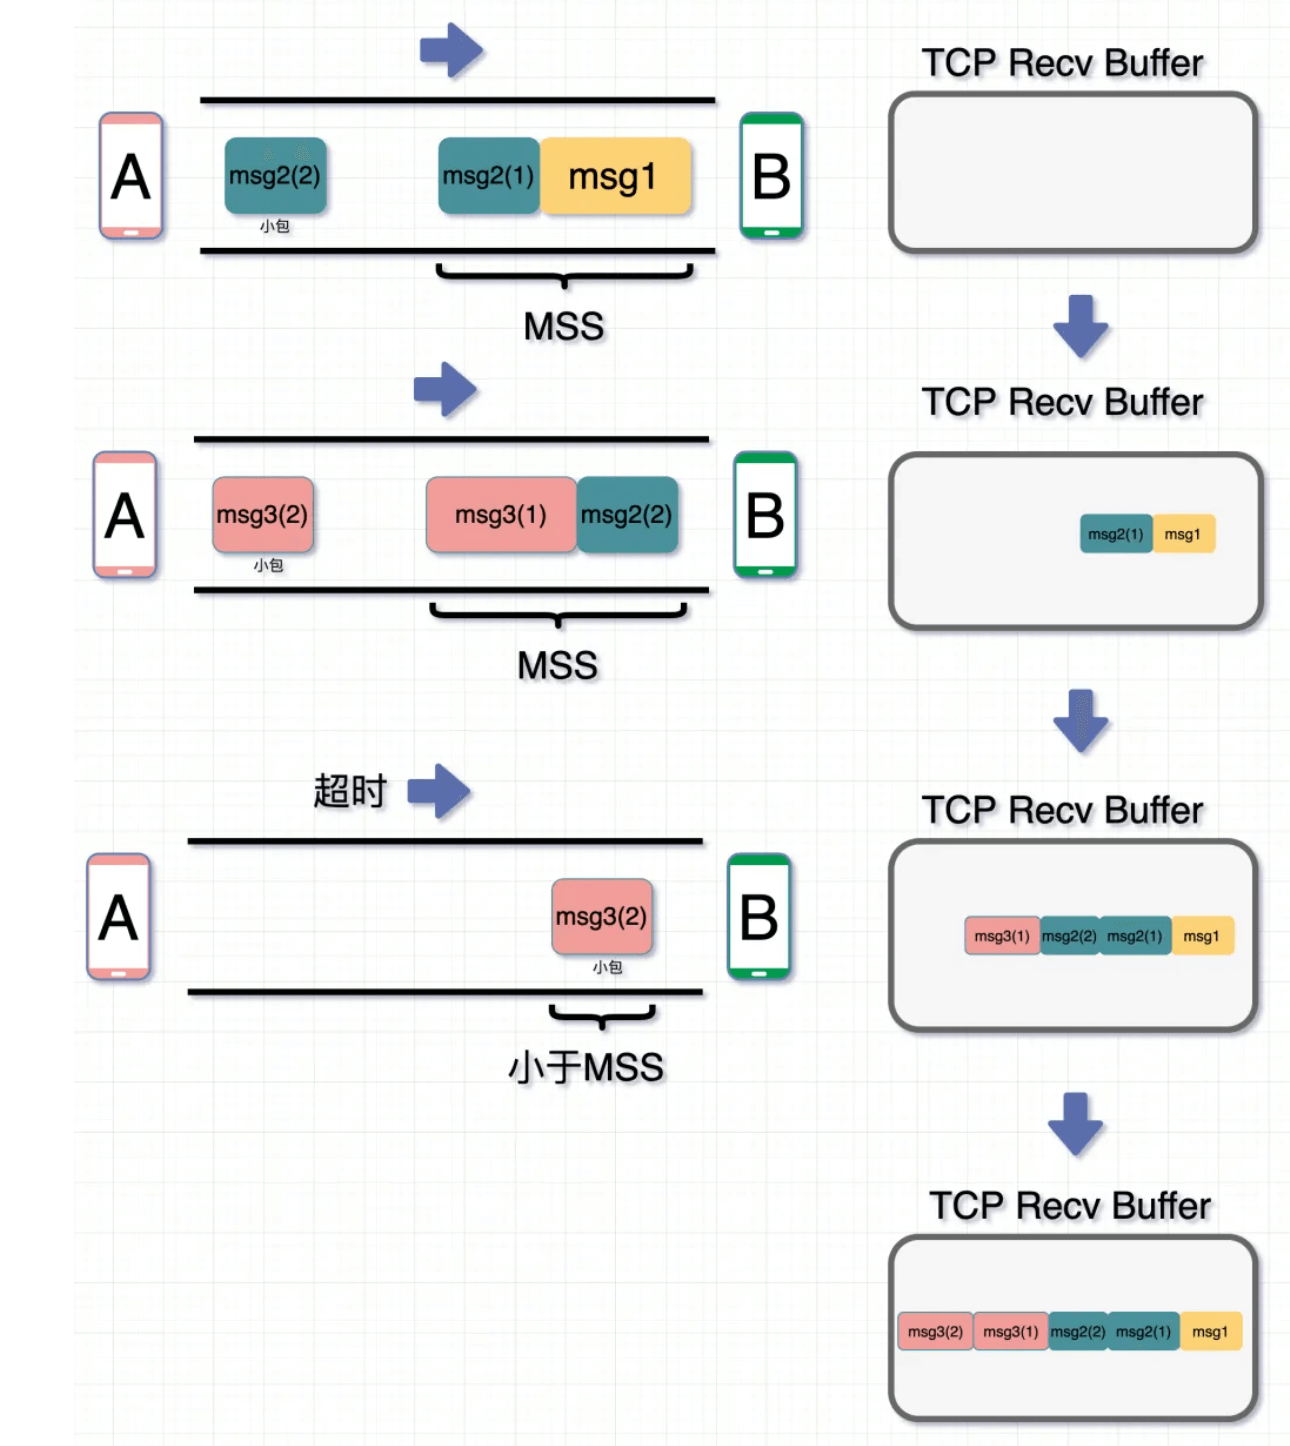 TCP Recv Buffer
A
msg2(2)
小包
msg2(1)
msg1
B
MSS
TCP Recv Buffer
A
msg3(2)
小包
msg3(1)
msg2(2)
B
MSS
msg2(1)
msg1
超时
TCP Recv Buffer
A
msg3(2)
小包
B
小于MSS
msg3(1)
msg2(2)
msg2(1)
msg1
TCP Recv Buffer
msg3(2)
msg3(1)
msg2(2)
msg2(1)
msg1